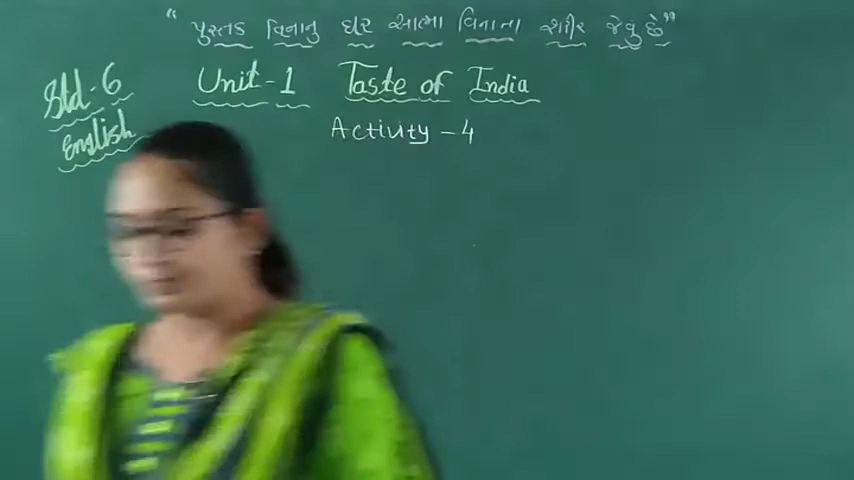 “ પુસ્તક વિનાનુ ઘર આત્મા વિનાના શરીર જેવુ છે”
Std-6 Unit-1 Taste of India
English Activity-4